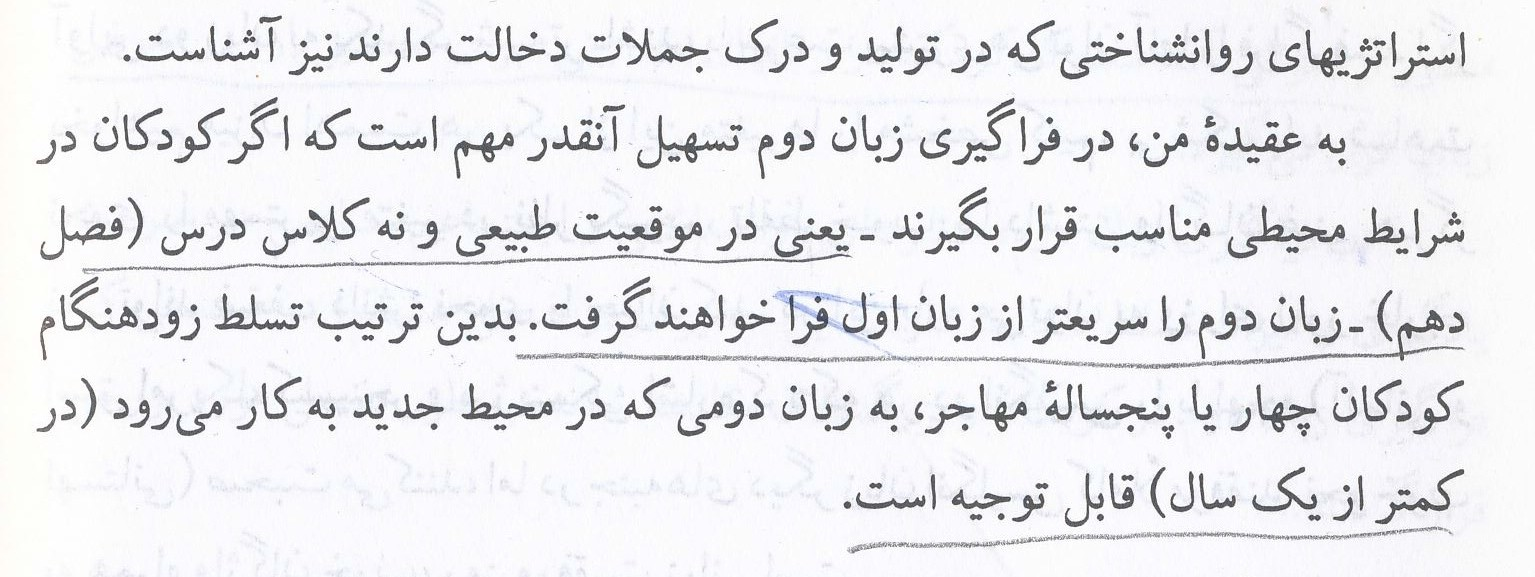 استراتژیهای روانشناختی که در تولید و درک جملات دخالت دارند نیز آشناست.
به عقیدهٔ من، در فراگیری زبان دوم تسهیل آنقدر مهم است که اگر کودکان در
شرایط محیطی مناسب قرار بگیرند ـ یعنی در موقعیت طبیعی و نه کلاس درس (فصل
دهم) ـ زبان دوم را سریعتر از زبان اول فرا خواهند گرفت. بدین ترتیب تسلط زودهنگام
کودکان چهار یا پنجسالهٔ مهاجر، به زبان دومی که در محیط جدید به کار می‌رود (در
کمتر از یک سال) قابل توجیه است.